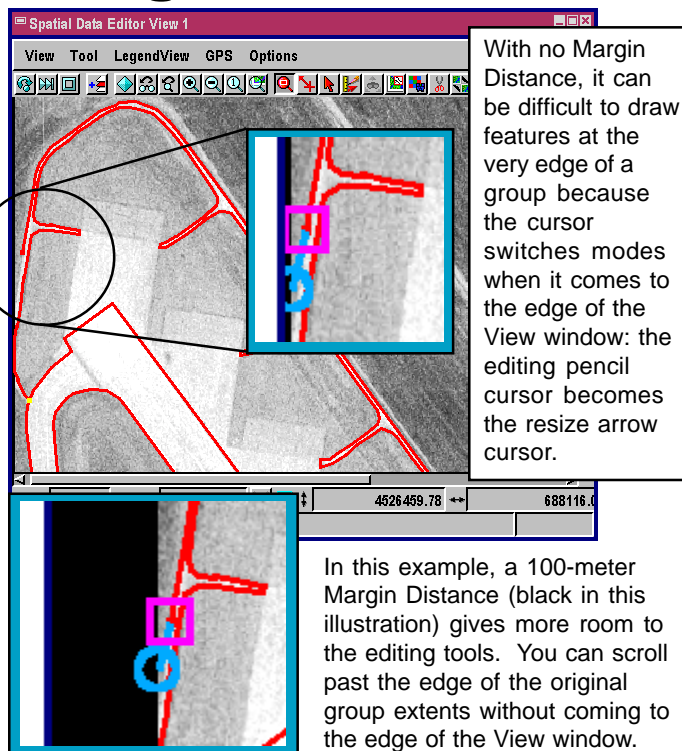 Spatial Data Editor View 1
View Tool LegendView GPS Options
With no Margin
Distance, it can
be difficult to draw
features at the
very edge of a
group because
the cursor
switches modes
when it comes to
the edge of the
View window: the
editing pencil
cursor becomes
the resize arrow
cursor.
4526459.78 688116.0
In this example, a 100-meter
Margin Distance (black in this
illustration) gives more room to
the editing tools. You can scroll
past the edge of the original
group extents without coming to
the edge of the View window.